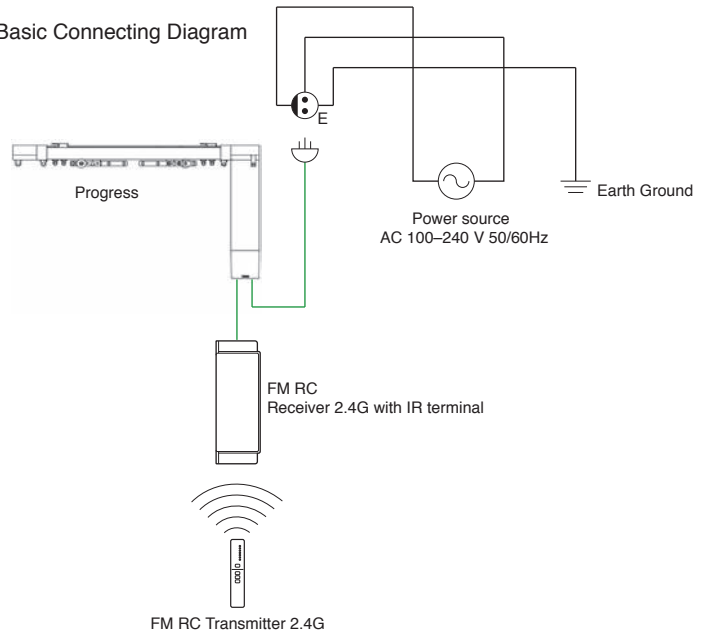 Basic Connecting Diagram
E
Progress
Earth Ground
Power source
AC 100–240 V 50/60Hz
FM RC
Receiver 2.4G with IR terminal
FM RC Transmitter 2.4G